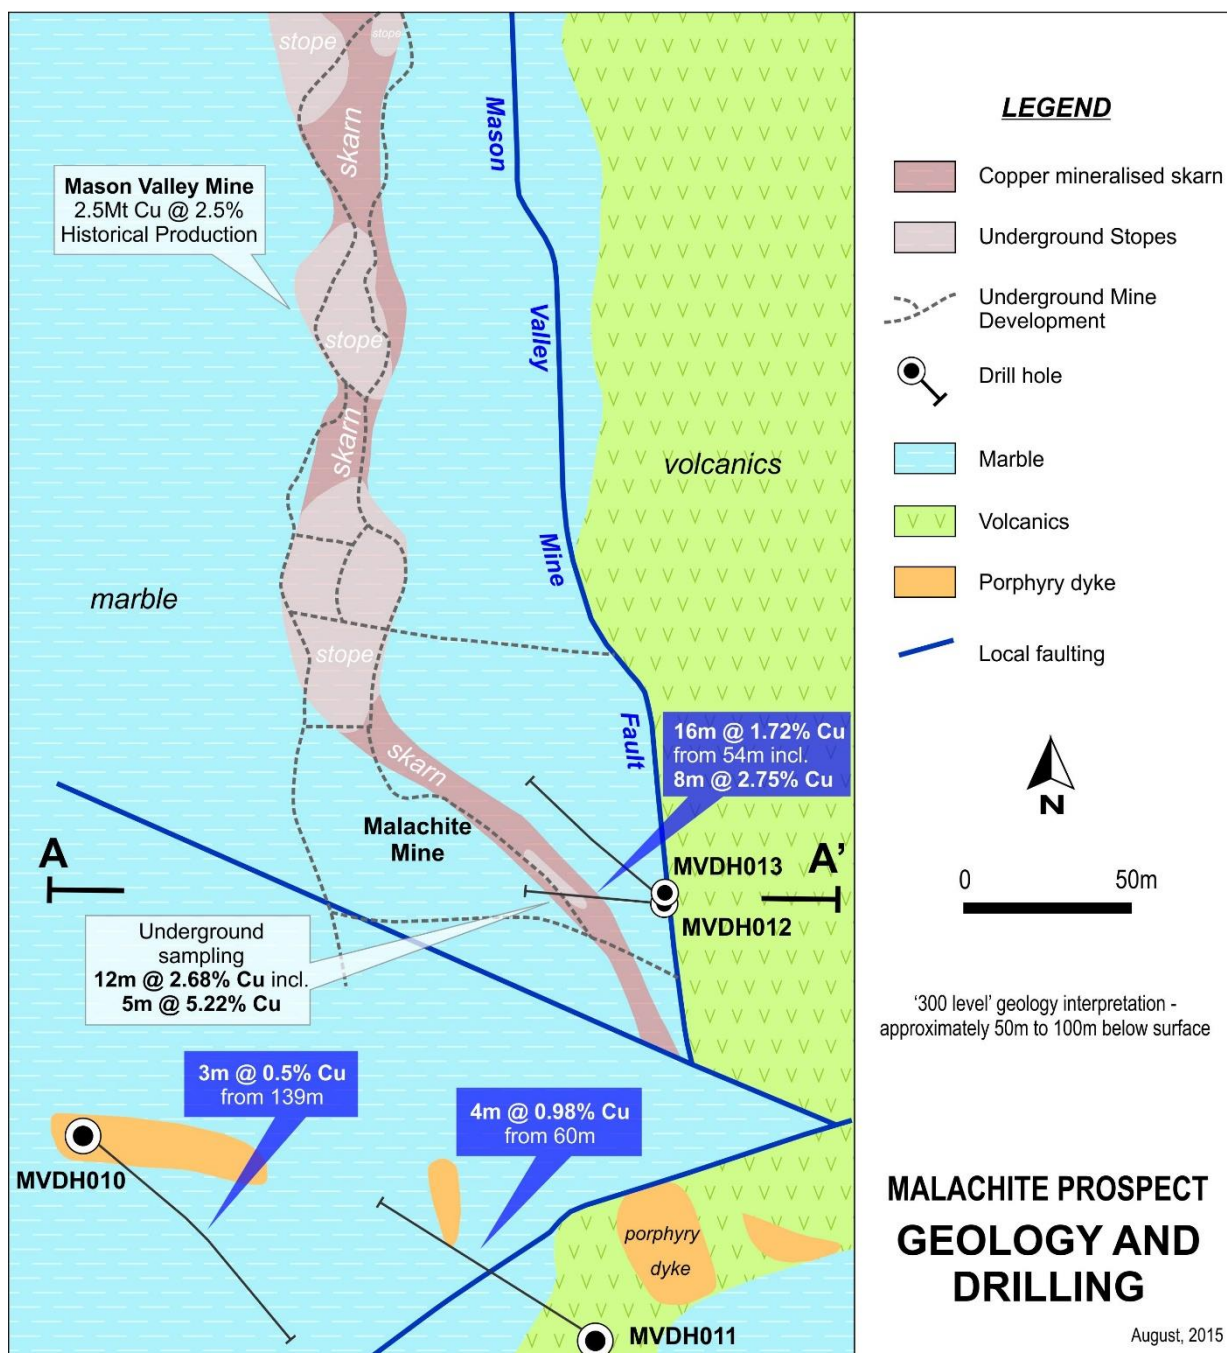 stope
stope
skarn
Mason
Mason Valley Mine
2.5Mt Cu @ 2.5%
Historical Production
stope
Valley
skarn
volcanics
Mine
marble
stope
Fault
skarn
16m @ 1.72% Cu
from 54m incl.
8m @ 2.75% Cu
Malachite
Mine
A
A'
MVDH013
MVDH012
Underground
sampling
12m @ 2.68% Cu incl.
5m @ 5.22% Cu
3m @ 0.5% Cu
from 139m
4m @ 0.98% Cu
from 60m
MVDH010
porphyry
dyke
MVDH011
LEGEND
Copper mineralised skarn
Underground Stopes
Underground Mine
Development
Drill hole
Marble
Volcanics
Porphyry dyke
Local faulting
N
0 50m
'300 level' geology interpretation -
approximately 50m to 100m below surface
MALACHITE PROSPECT
GEOLOGY AND
DRILLING
August, 2015